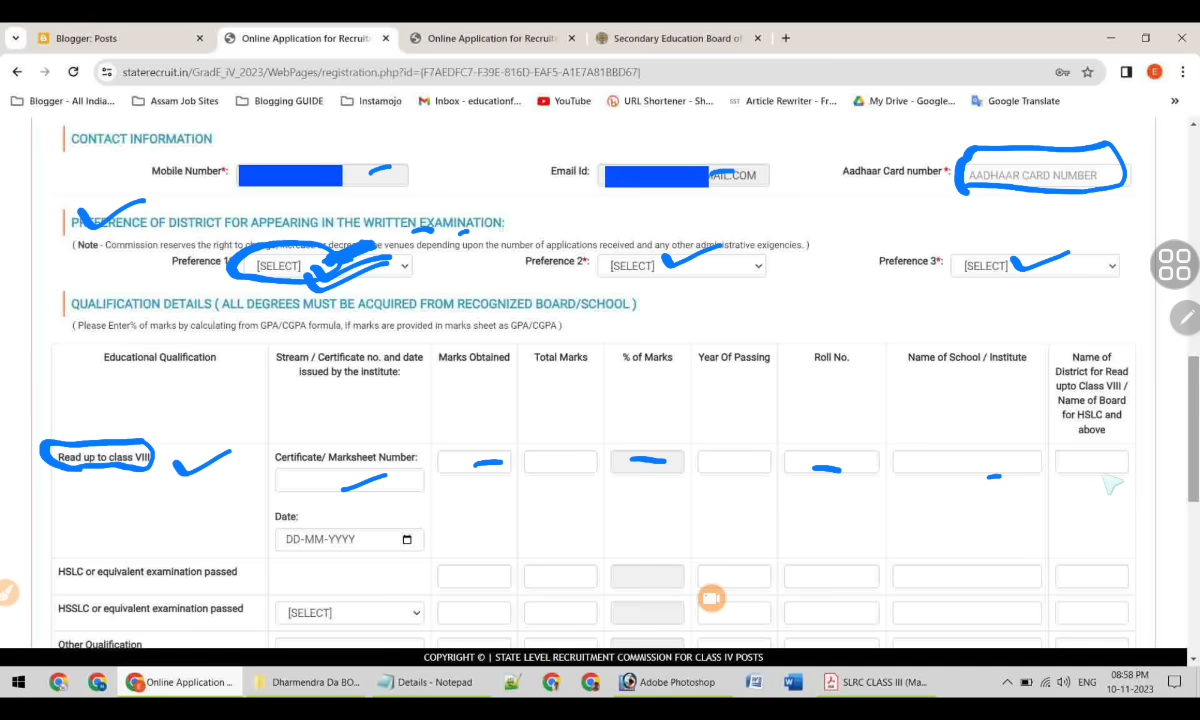 Blogger: Posts
Online Application for Recruit
Online Application for Recruit
Secondary Education Board of
staterecruit.in/GradE_iV_2023/WebPages/registration.php?id={F7AEDFC7-F39E-816D-EAF5-A1E7A81BBD67}
E
Blogger - All India...
Assam Job Sites
Blogging GUIDE
Instamojo
Inbox - educationf...
YouTube
URL Shortener - Sh...
SST Article Rewriter - Fr...
My Drive - Google...
Google Translate
»
CONTACT INFORMATION
Mobile Number*:
Email Id:
MAIL.COM
Aadhaar Card number *:
AADHAAR CARD NUMBER
PREFERENCE OF DISTRICT FOR APPEARING IN THE WRITTEN EXAMINATION:
( Note - Commission reserves the right to change, increase or decrease the venues depending upon the number of applications received and any other administrative exigencies. )
Preference 1
[SELECT]
Preference 2*:
[SELECT]
Preference 3*:
[SELECT]
QUALIFICATION DETAILS ( ALL DEGREES MUST BE ACQUIRED FROM RECOGNIZED BOARD/SCHOOL )
( Please Enter% of marks by calculating from GPA/CGPA formula, if marks are provided in marks sheet as GPA/CGPA )
Educational Qualification
Stream / Certificate no. and date
issued by the institute:
Marks Obtained
Total Marks
% of Marks
Year Of Passing
Roll No.
Name of School / Institute
Name of
District for Read
upto Class VIII /
Name of Board
for HSLC and
above
Read up to class VIII
Certificate/ Marksheet Number:
Date:
DD-MM-YYYY
HSLC or equivalent examination passed
HSSLC or equivalent examination passed
[SELECT]
Other Qualification
COPYRIGHT © | STATE LEVEL RECRUITMENT COMMISSION FOR CLASS IV POSTS
Online Application ...
Dharmendra Da BO...
Details - Notepad
Adobe Photoshop
SLRC CLASS III (Ma...
ENG
08:58 PM
10-11-2023